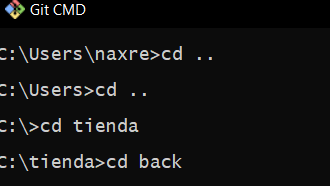 Git CMD
C:\Users\naxre>cd ..
C:\Users>cd ..
C:\>cd tienda
C:\tienda>cd back